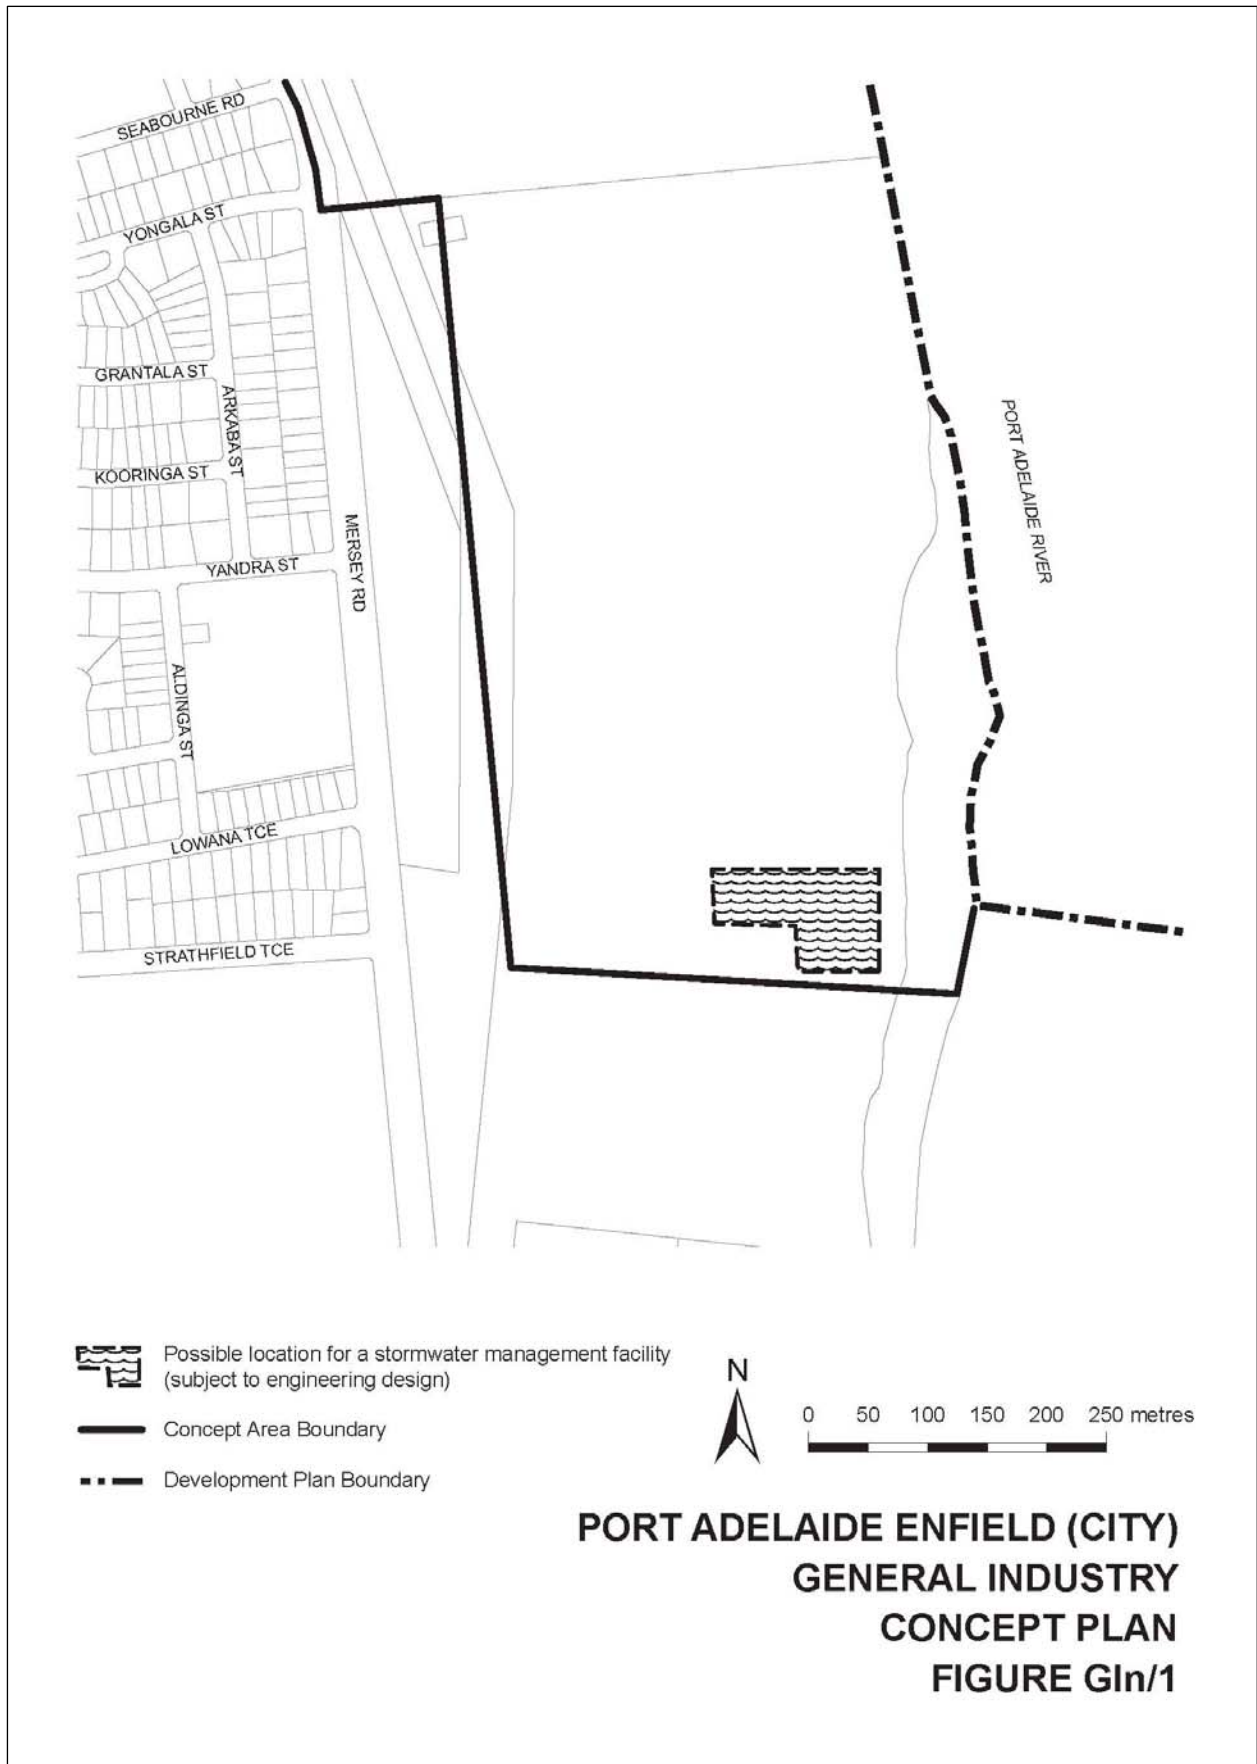 SEABOURNE RD
YONGALA ST
GRANTALA ST
ARKABA ST
KOORINGA ST
MERSEY RD
YANDRA ST
ALDINGA ST
LOWANA TCE
STRATHFIELD TCE
PORT ADELAIDE RIVER
Possible location for a stormwater management facility
(subject to engineering design)
Concept Area Boundary
Development Plan Boundary
N
0 50 100 150 200 250 metres
PORT ADELAIDE ENFIELD (CITY)
GENERAL INDUSTRY
CONCEPT PLAN
FIGURE GIn/1